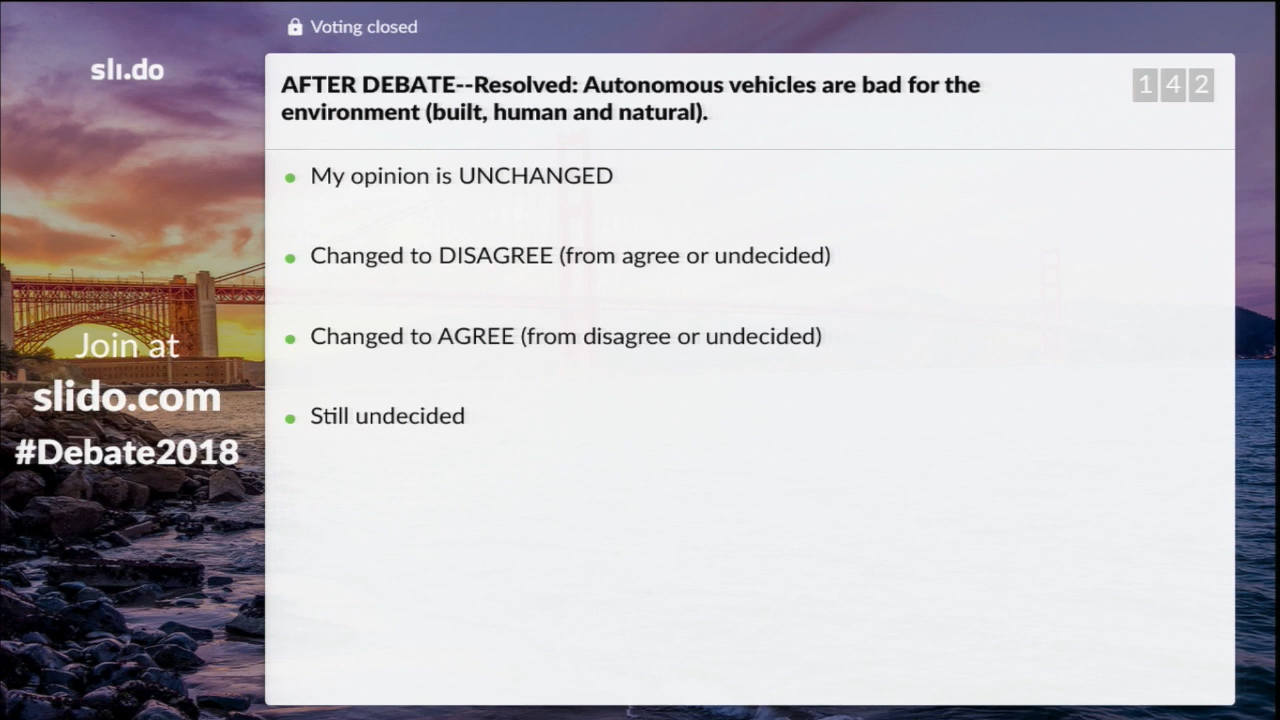 Voting closed
sli.do
AFTER DEBATE--Resolved: Autonomous vehicles are bad for the
environment (built, human and natural).
142
My opinion is UNCHANGED
Changed to DISAGREE (from agree or undecided)
Changed to AGREE (from disagree or undecided)
Still undecided
Join at
slido.com
#Debate2018